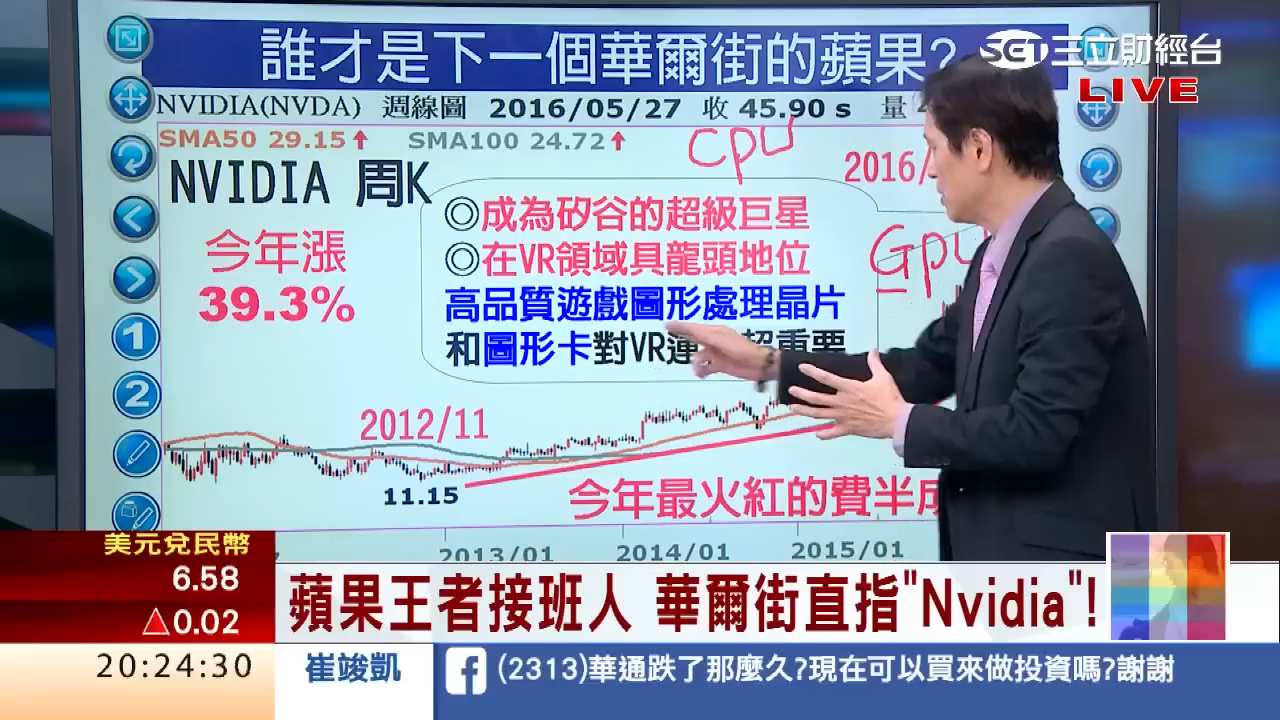 誰才是下一個華爾街的蘋果?
SGT三立財經台
LIVE
NVIDIA(NVDA) 週線圖 2016/05/27 收 45.90 s 量
SMA50 29.15↑ SMA100 24.72↑
CPU
NVIDIA 周K
2016/
◎成為矽谷的超級巨星
GPU
今年漲
◎在VR領域具龍頭地位
39.3%
高品質遊戲圖形處理晶片
和圖形卡對VR運 超重要
1
2
2012/11
11.15
今年最火紅的費半成
2013/01 2014/01 2015/01
美元兌民幣
6.58
△0.02
蘋果王者接班人 華爾街直指"Nvidia"!
20:24:30
崔竣凱
(2313)華通跌了那麼久?現在可以買來做投資嗎?謝謝